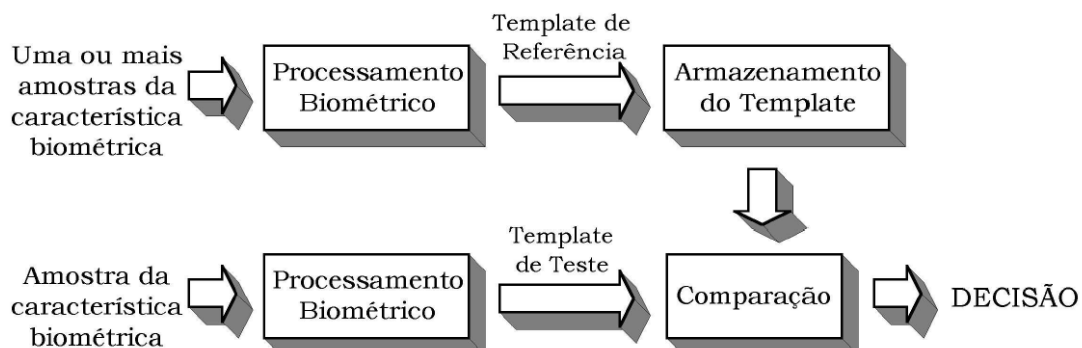 Uma ou mais
amostras da
característica
biométrica
Processamento
Biométrico
Template de
Referência
Armazenamento
do Template
Amostra da
característica
biométrica
Processamento
Biométrico
Template
de Teste
Comparação
DECISÃO